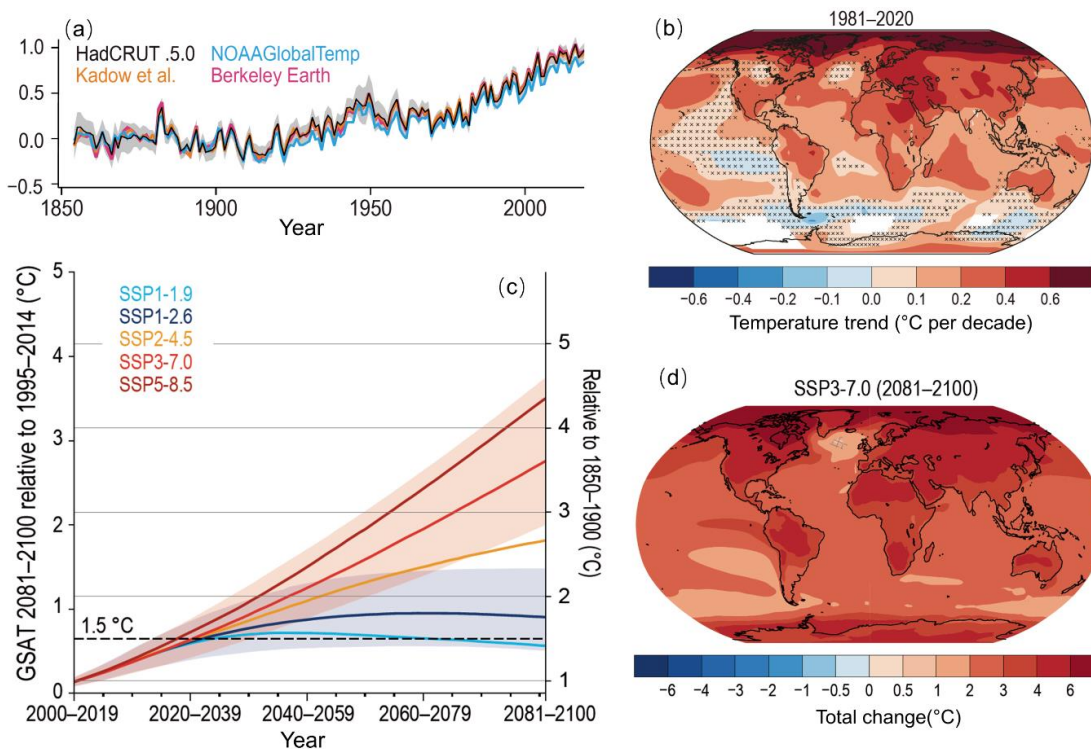 (a)
HadCRUT .5.0 NOAAGlobalTemp
Kadow et al. Berkeley Earth
1.0
0.5
0.0
−0.5
1850 1900 1950 2000
Year
(b)
1981–2020
−0.6 −0.4 −0.2 −0.1 0.0 0.1 0.2 0.4 0.6
Temperature trend (°C per decade)
(c)
GSAT 2081–2100 relative to 1995–2014 (°C)
5
4
3
2
1
0
SSP1-1.9
SSP1-2.6
SSP2-4.5
SSP3-7.0
SSP5-8.5
1.5 °C
5
4
3
2
1
Relative to 1850–1900 (°C)
2000–2019 2020–2039 2040–2059 2060–2079 2081–2100
Year
(d)
SSP3-7.0 (2081–2100)
−6 −4 −3 −2 −1 −0.5 0 0.5 1 2 3 4 6
Total change(°C)